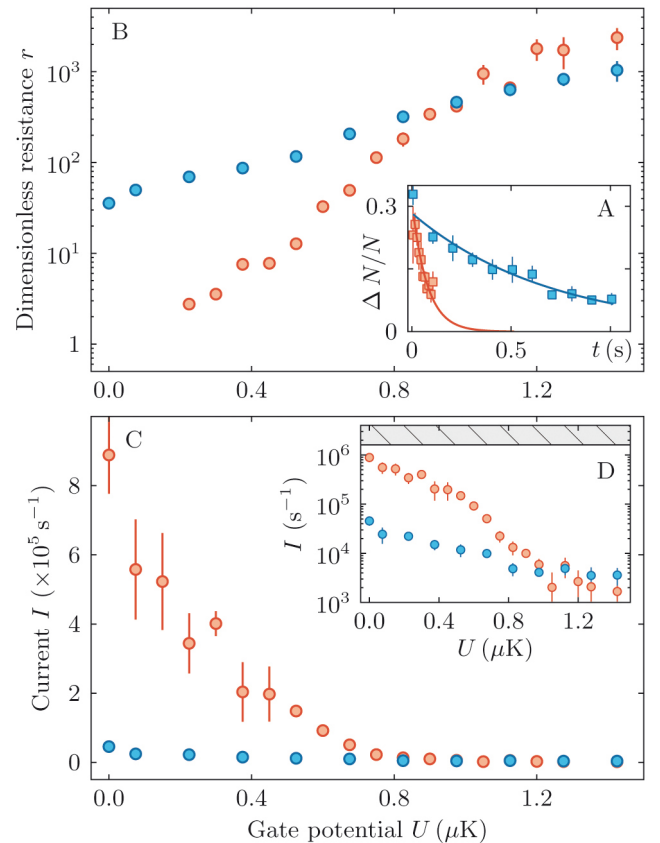 B
Dimensionless resistance r
10³
10²
10¹
1
0.0 0.4 0.8 1.2
A
ΔN/N
0.3
0
0 0.5 t (s)
C
Current I (×10⁵ s⁻¹)
8
6
4
2
0
0.0 0.4 0.8 1.2
Gate potential U (μK)
D
I (s⁻¹)
10⁶
10⁵
10⁴
10³
0.0 0.4 0.8 1.2
U (μK)